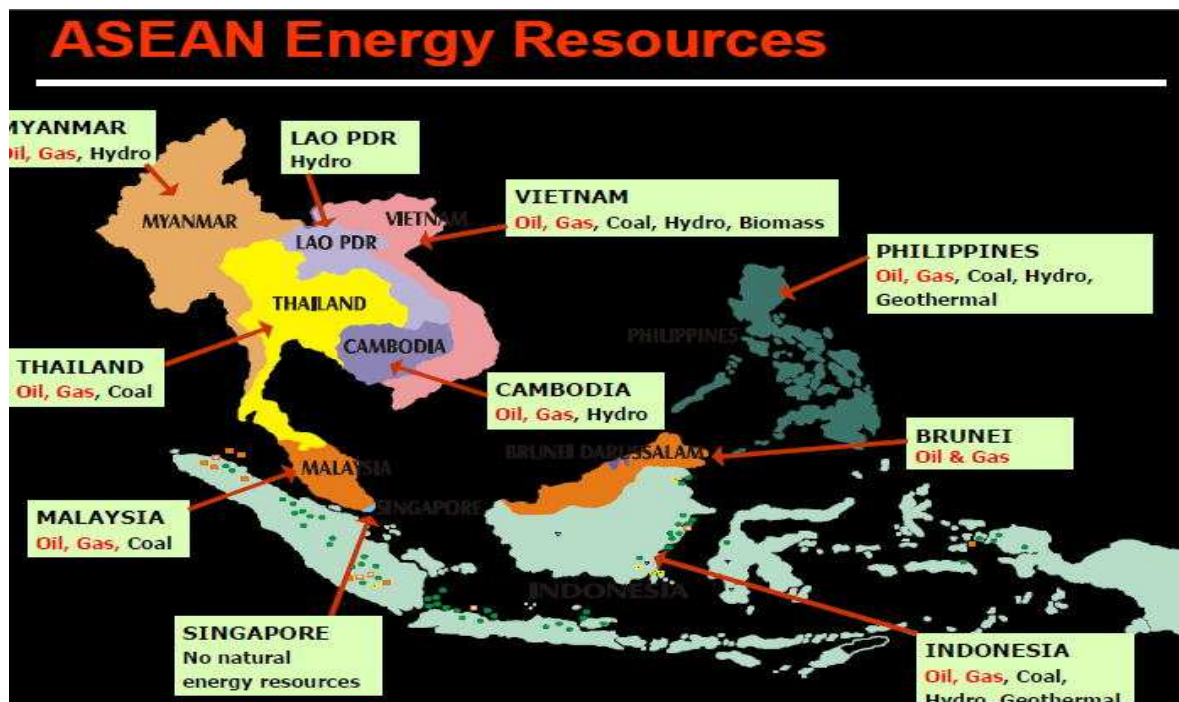 ASEAN Energy Resources
MYANMAR
Oil, Gas, Hydro
LAO PDR
Hydro
VIETNAM
Oil, Gas, Coal, Hydro, Biomass
PHILIPPINES
Oil, Gas, Coal, Hydro,
Geothermal
MYANMAR
VIETNAM
LAO PDR
THAILAND
PHILIPPINES
CAMBODIA
THAILAND
Oil, Gas, Coal
CAMBODIA
Oil, Gas, Hydro
BRUNEI
Oil & Gas
BRUNEI DARUSSALAM
MALAYSIA
SINGAPORE
MALAYSIA
Oil, Gas, Coal
INDONESIA
SINGAPORE
No natural
energy resources
INDONESIA
Oil, Gas, Coal,
Hydro, Geothermal